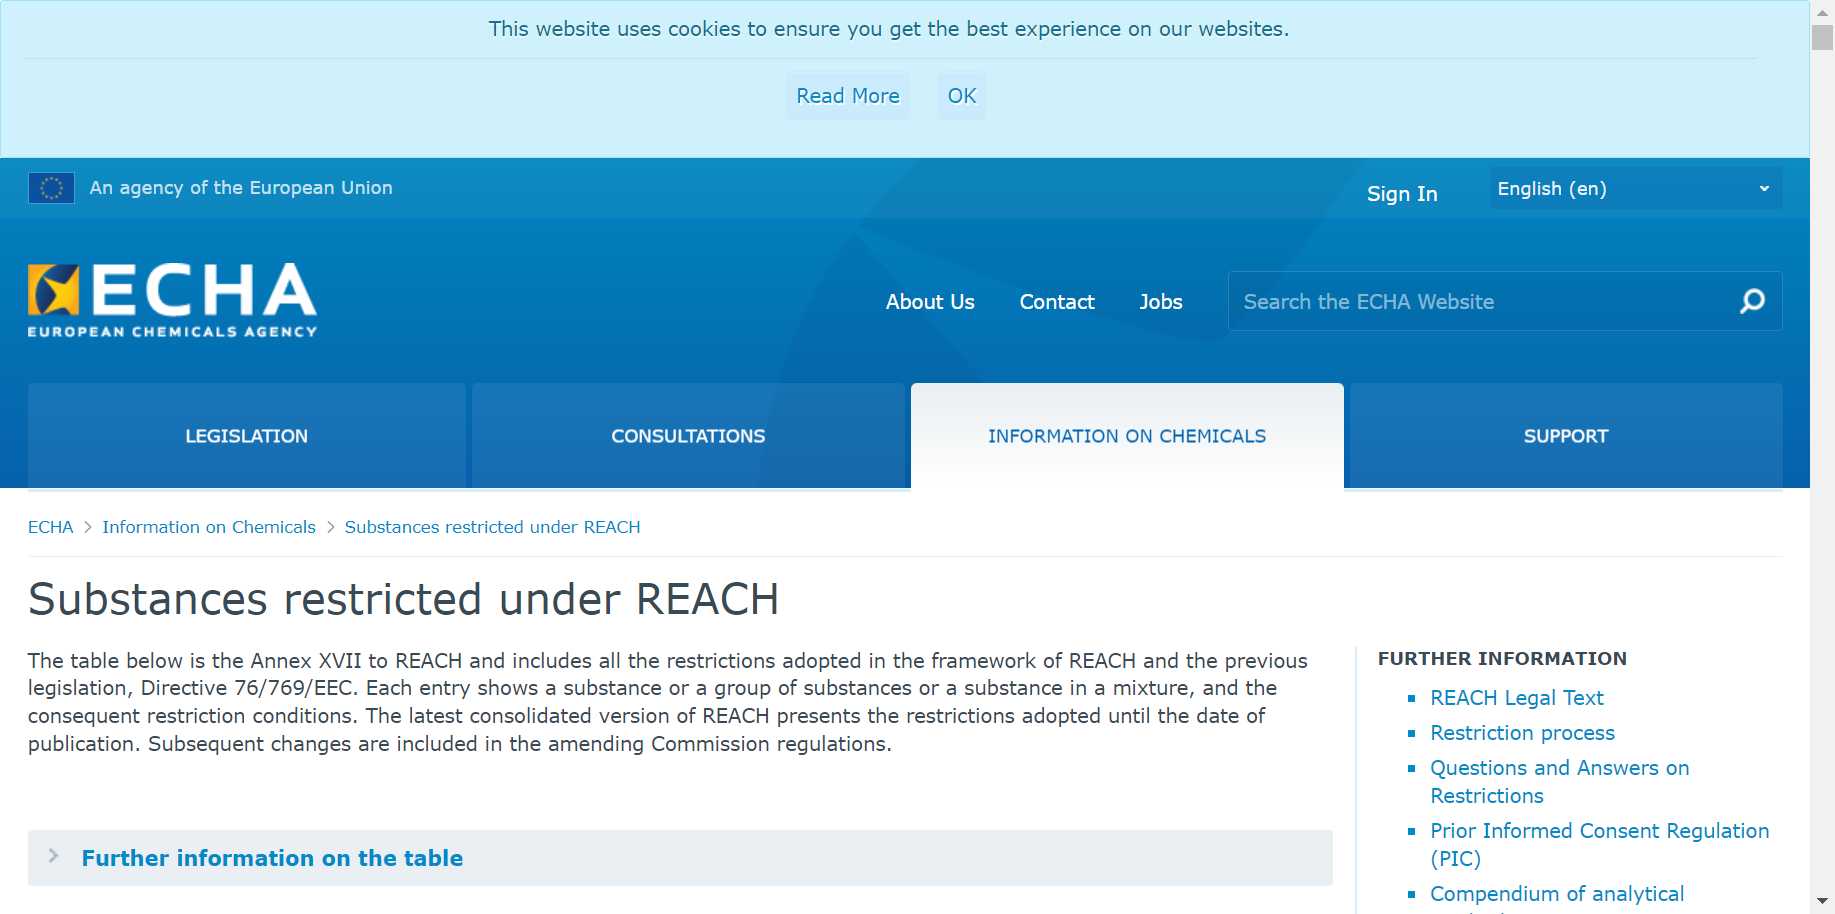 This website uses cookies to ensure you get the best experience on our websites.
Read More
OK
An agency of the European Union
Sign In
English (en)
ECHA
EUROPEAN CHEMICALS AGENCY
About Us
Contact
Jobs
Search the ECHA Website
LEGISLATION
CONSULTATIONS
INFORMATION ON CHEMICALS
SUPPORT
ECHA > Information on Chemicals > Substances restricted under REACH
Substances restricted under REACH
The table below is the Annex XVII to REACH and includes all the restrictions adopted in the framework of REACH and the previous
legislation, Directive 76/769/EEC. Each entry shows a substance or a group of substances or a substance in a mixture, and the
consequent restriction conditions. The latest consolidated version of REACH presents the restrictions adopted until the date of
publication. Subsequent changes are included in the amending Commission regulations.
Further information on the table
FURTHER INFORMATION
REACH Legal Text
Restriction process
Questions and Answers on
Restrictions
Prior Informed Consent Regulation
(PIC)
Compendium of analytical